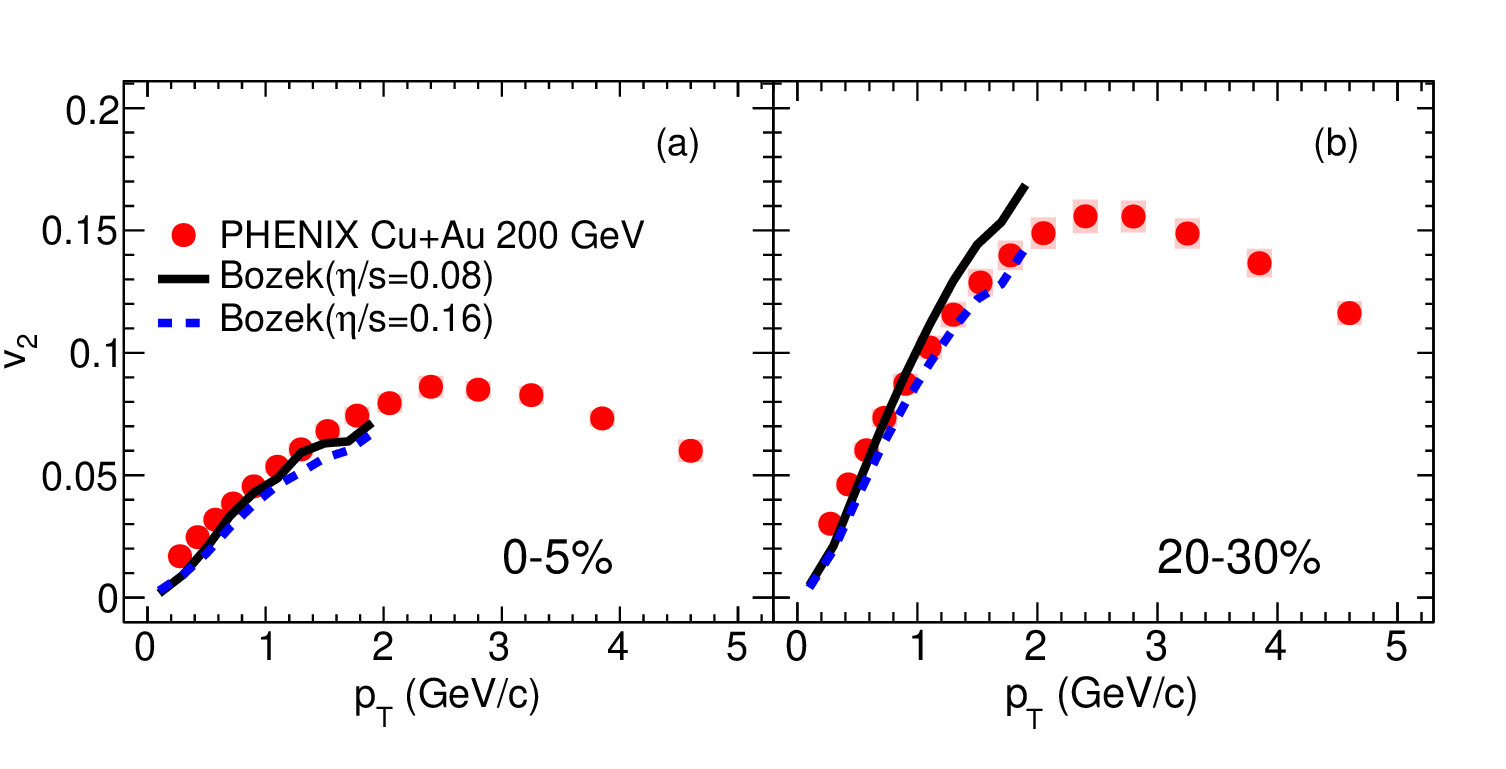 (a)
(b)
PHENIX Cu+Au 200 GeV
Bozek(η/s=0.08)
Bozek(η/s=0.16)
0-5%
20-30%
v2
0.2
0.15
0.1
0.05
0
0 1 2 3 4 5
0 1 2 3 4 5
pT (GeV/c)
pT (GeV/c)